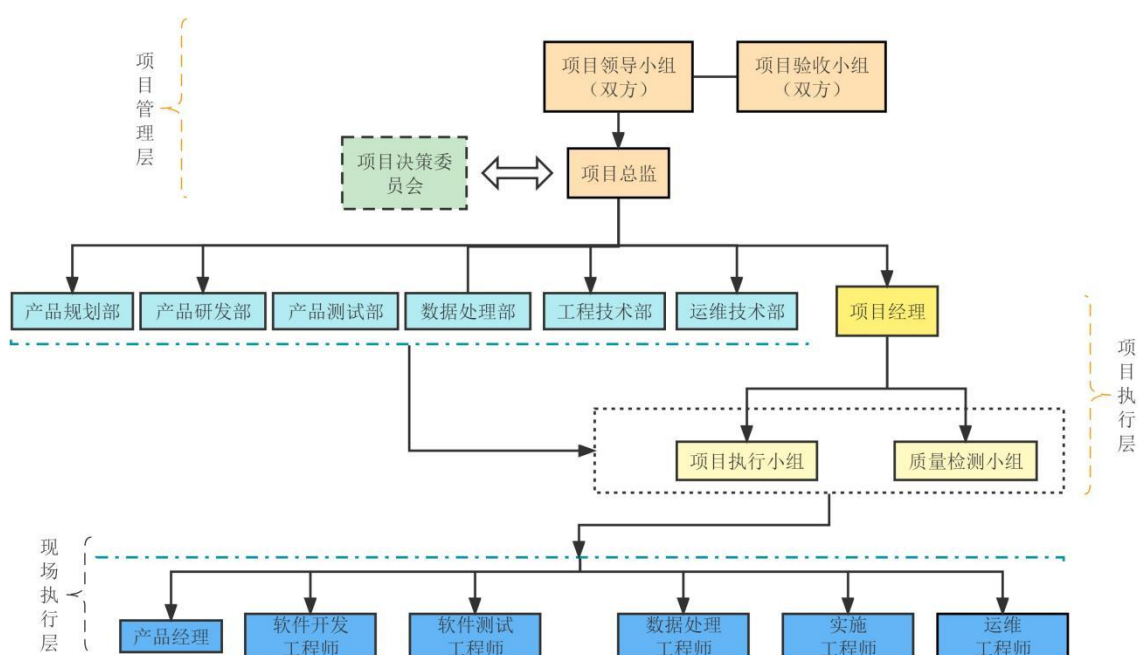 项目管理层
项目领导小组
（双方）
项目验收小组
（双方）
项目决策委
员会
项目总监
产品规划部
产品研发部
产品测试部
数据处理部
工程技术部
运维技术部
项目经理
项目执行层
项目执行小组
质量检测小组
现场执行层
产品经理
软件开发
工程师
软件测试
工程师
数据处理
工程师
实施
工程师
运维
工程师